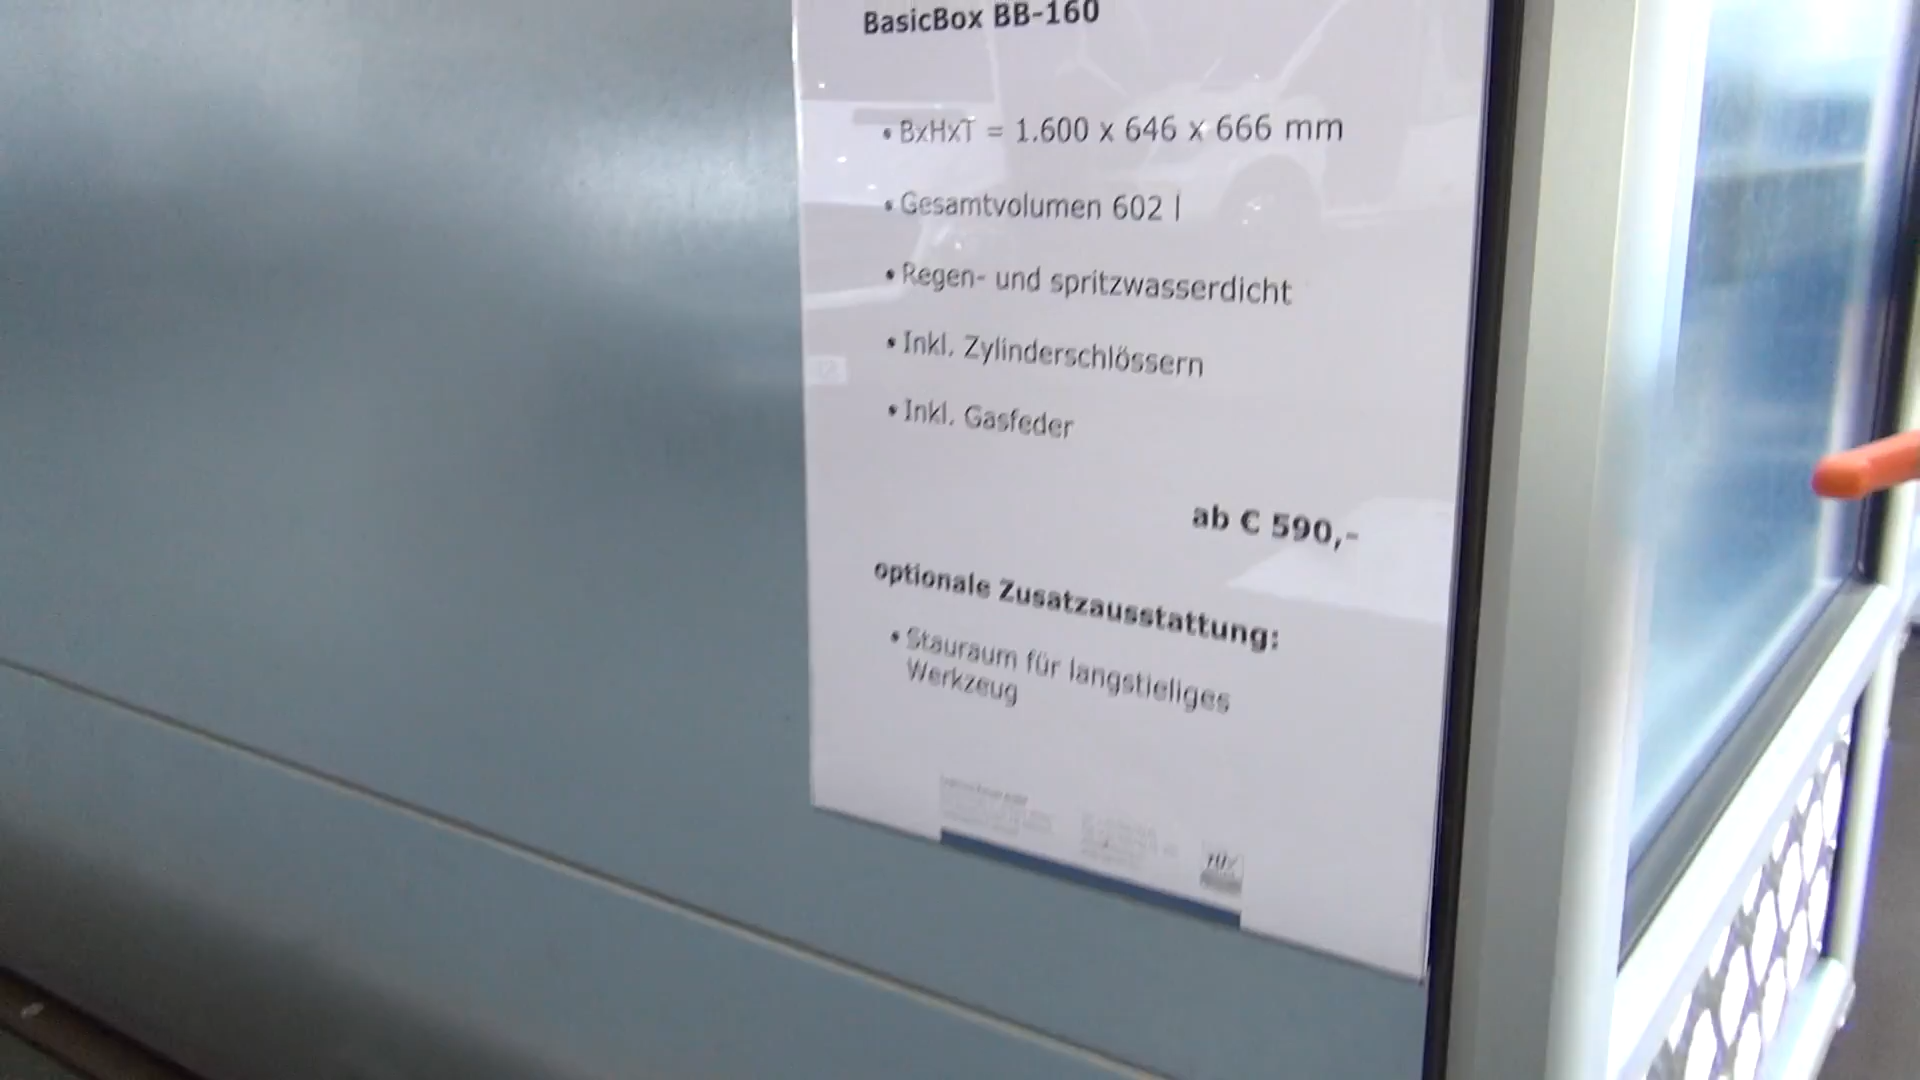 BasicBox BB-160
• BxHxT = 1.600 x 646 x 666 mm
• Gesamtvolumen 602 l
• Regen- und spritzwasserdicht
• Inkl. Zylinderschlössern
• Inkl. Gasfeder
ab € 590,-
optionale Zusatzausstattung:
• Stauraum für langstieliges
Werkzeug